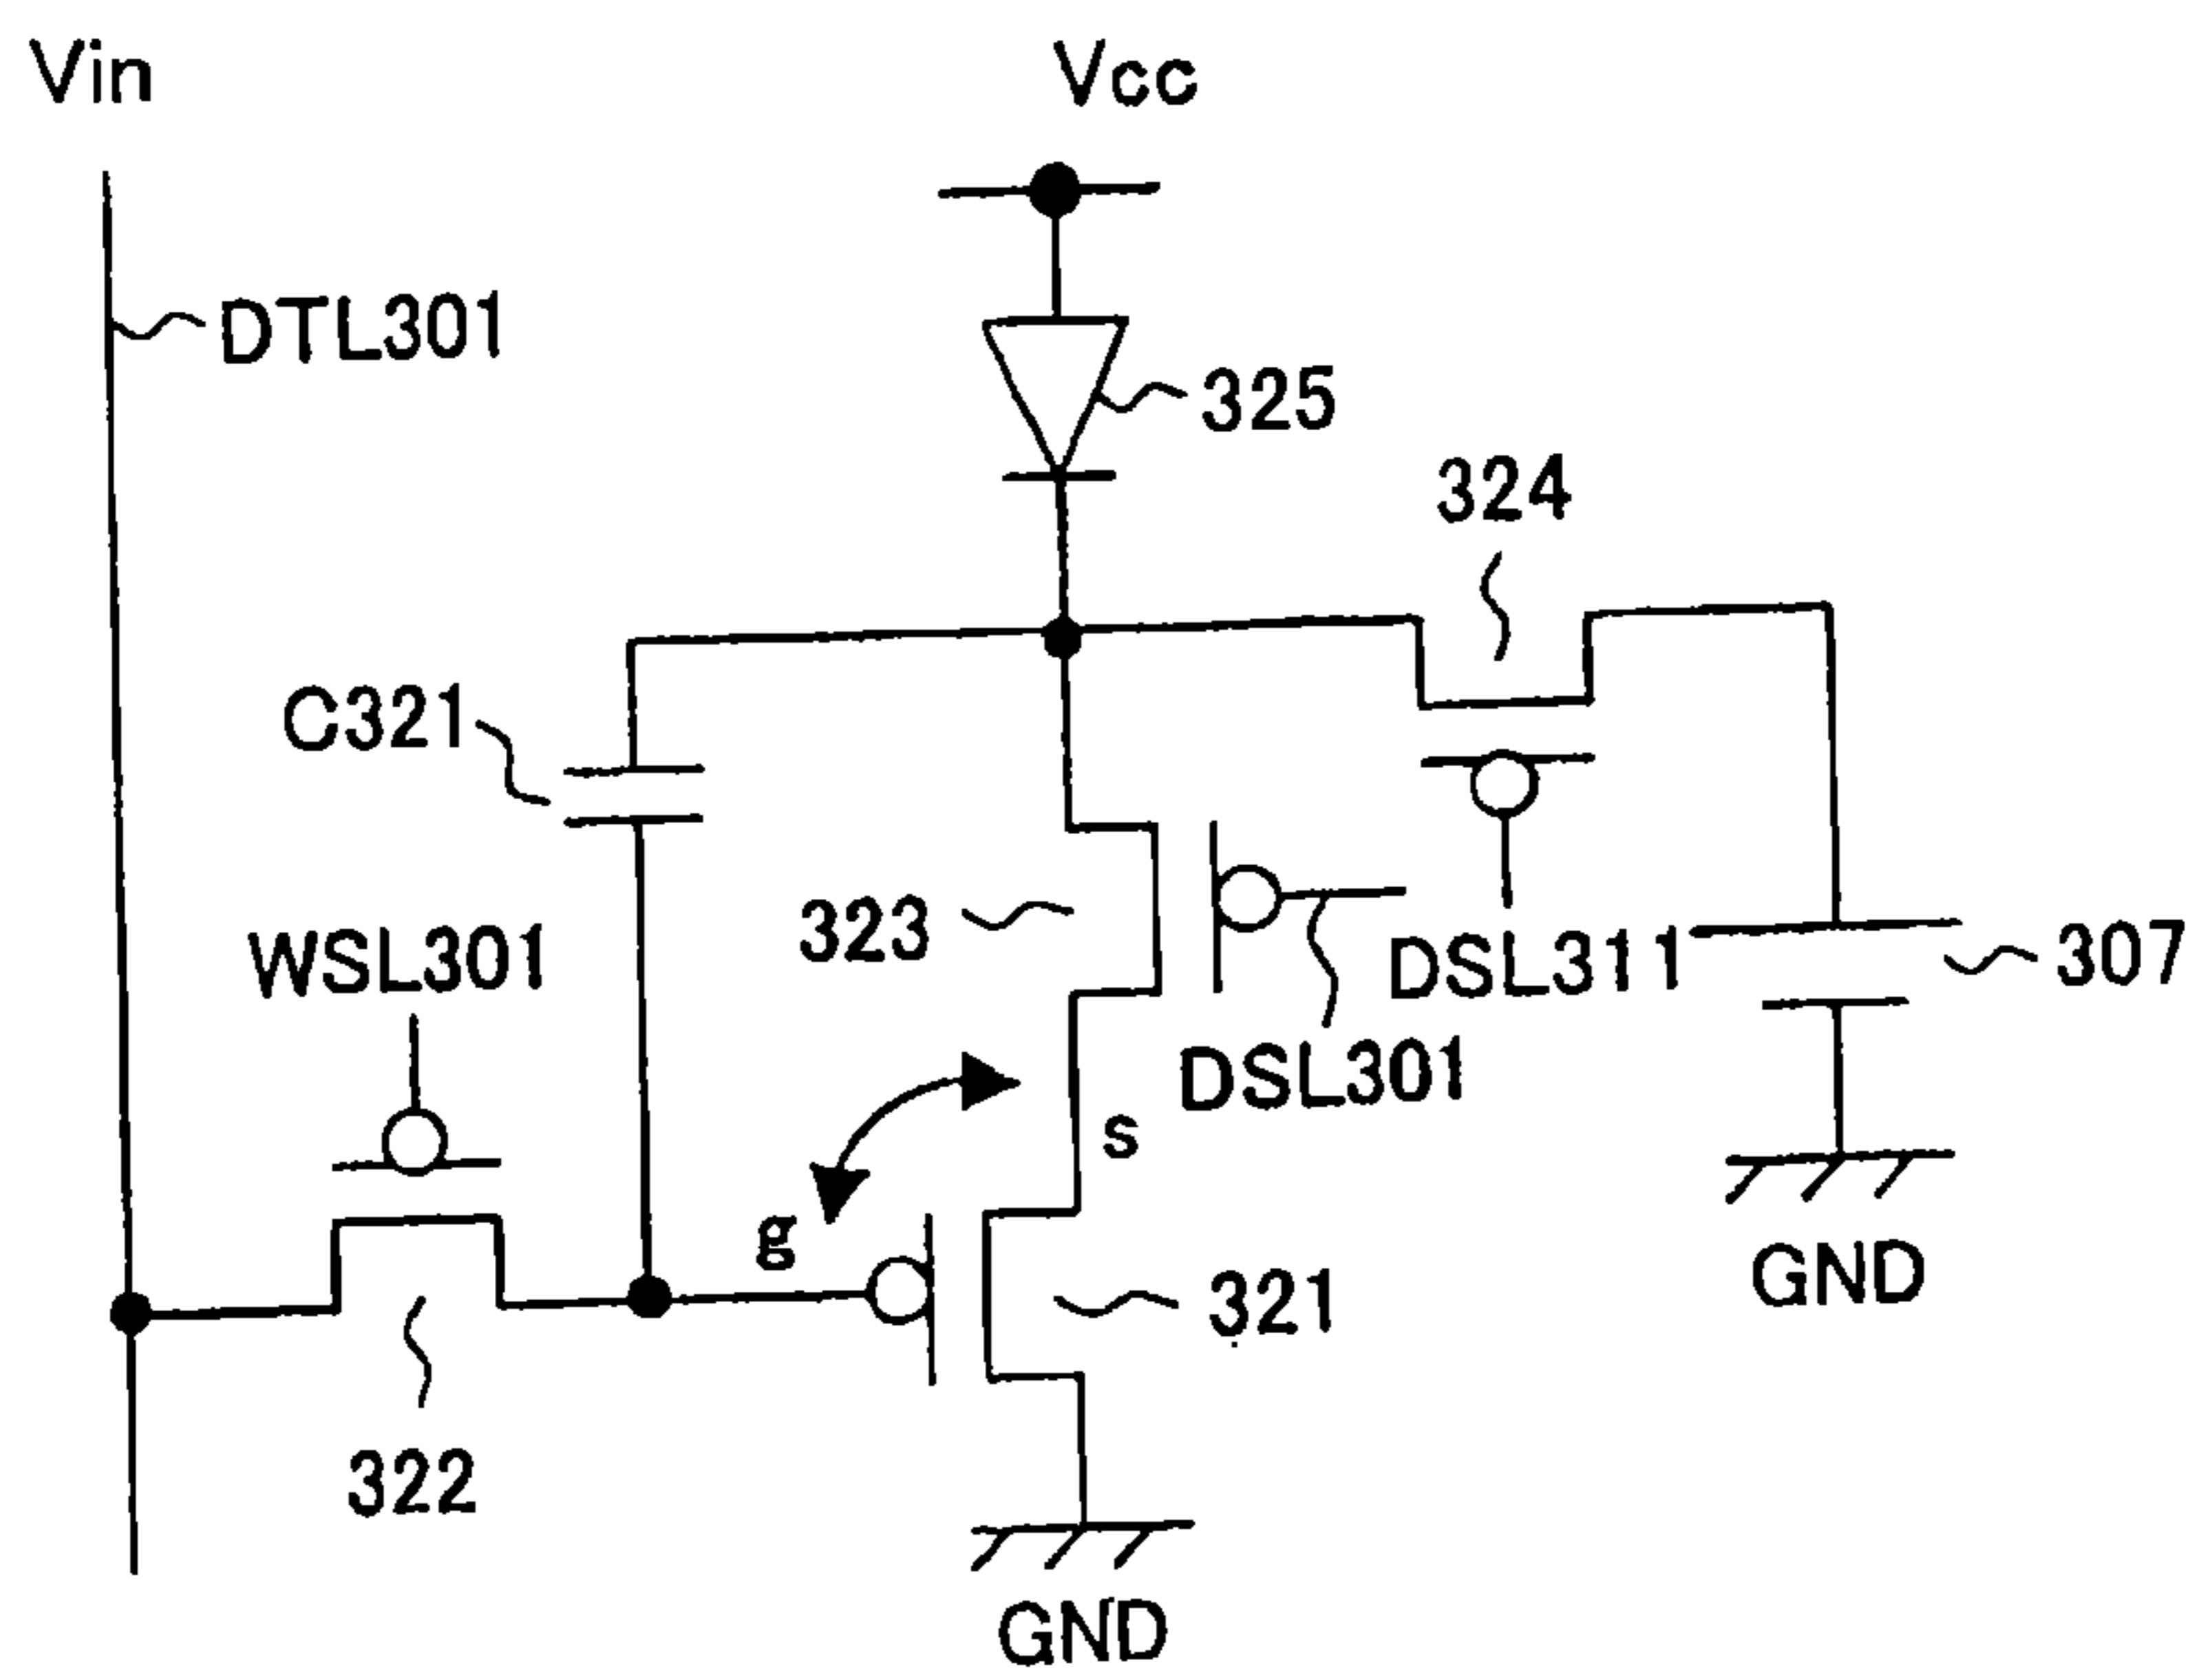 Vin
Vcc
DTL301
325
324
C321
323
WSL301
DSL311
307
DSL301
s
g
321
GND
322
GND